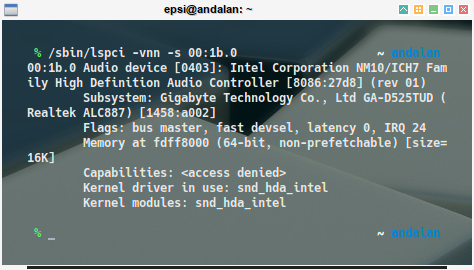 epsi@andalan: ~
% /sbin/lspci -vnn -s 00:1b.0 ~ andalan
00:1b.0 Audio device [0403]: Intel Corporation NM10/ICH7 Fam
ily High Definition Audio Controller [8086:27d8] (rev 01)
Subsystem: Gigabyte Technology Co., Ltd GA-D525TUD (
Realtek ALC887) [1458:a002]
Flags: bus master, fast devsel, latency 0, IRQ 24
Memory at fdff8000 (64-bit, non-prefetchable) [size=
16K]
Capabilities: <access denied>
Kernel driver in use: snd_hda_intel
Kernel modules: snd_hda_intel
% _ ~ andalan